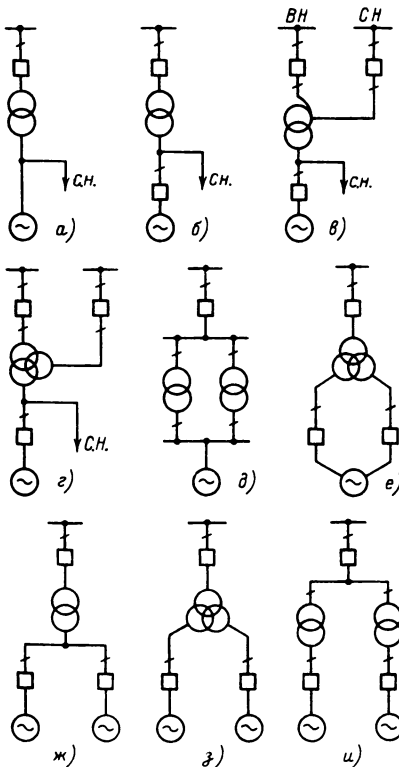 ВН СН
С.Н. С.Н. С.Н.
а) б) в)
С.Н.
г) д) е)
ж) з) и)